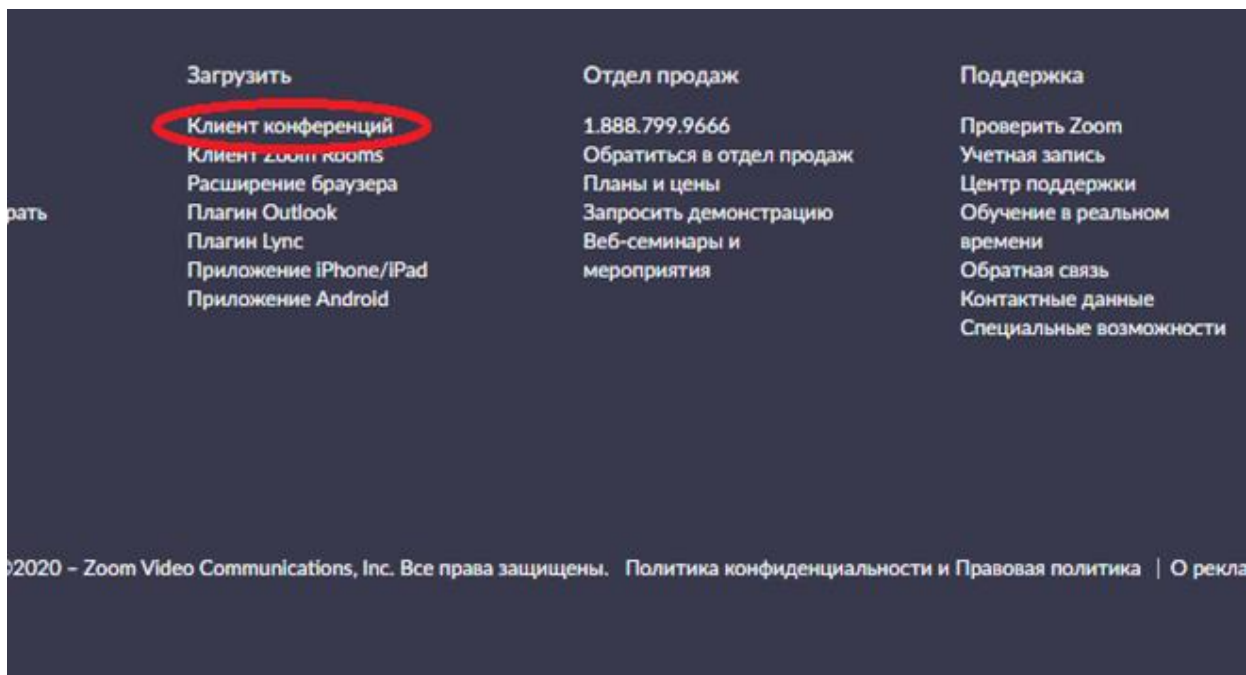 Загрузить
Клиент конференций
Клиент Zoom Rooms
Расширение браузера
Плагин Outlook
Плагин Lync
Приложение iPhone/iPad
Приложение Android
Отдел продаж
1.888.799.9666
Обратиться в отдел продаж
Планы и цены
Запросить демонстрацию
Веб-семинары и
мероприятия
Поддержка
Проверить Zoom
Учетная запись
Центр поддержки
Обучение в реальном
времени
Обратная связь
Контактные данные
Специальные возможности
©2020 – Zoom Video Communications, Inc. Все права защищены. Политика конфиденциальности и Правовая политика | О